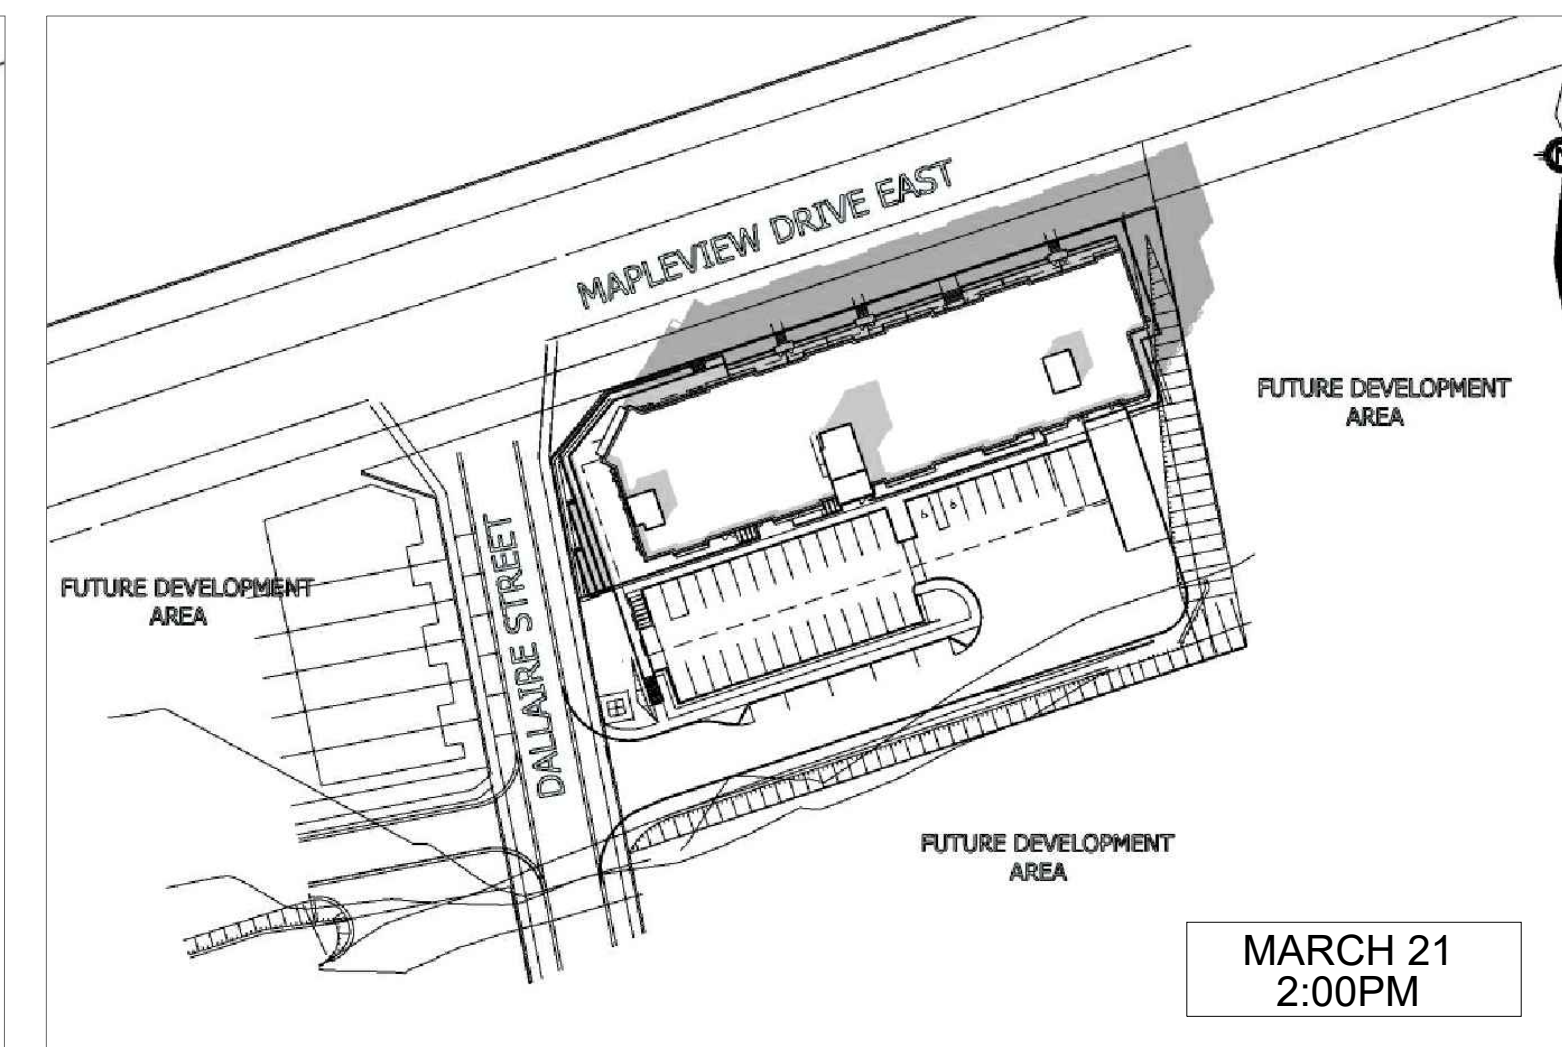 MAPLEVIEW DRIVE EAST
FUTURE DEVELOPMENT
AREA
FUTURE DEVELOPMENT
AREA
DALLAIRE STREET
FUTURE DEVELOPMENT
AREA
MARCH 21
2:00PM